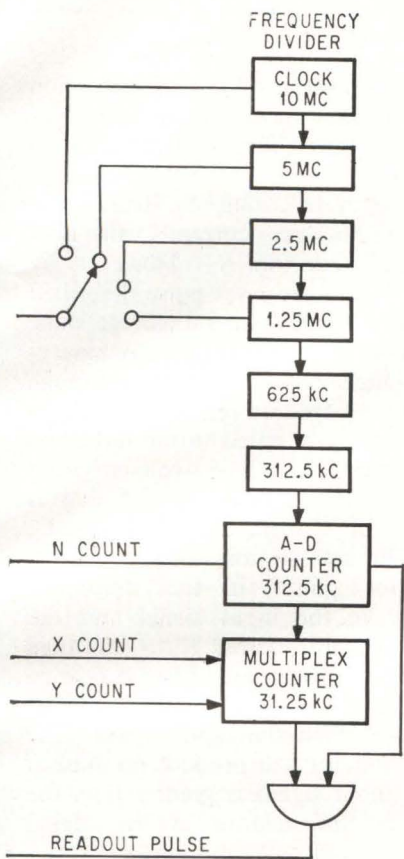 FREQUENCY
DIVIDER
CLOCK
10 MC
5 MC
2.5 MC
1.25 MC
625 kC
312.5 kC
N COUNT
A-D
COUNTER
312.5 kC
X COUNT
Y COUNT
MULTIPLEX
COUNTER
31.25 kC
READOUT PULSE